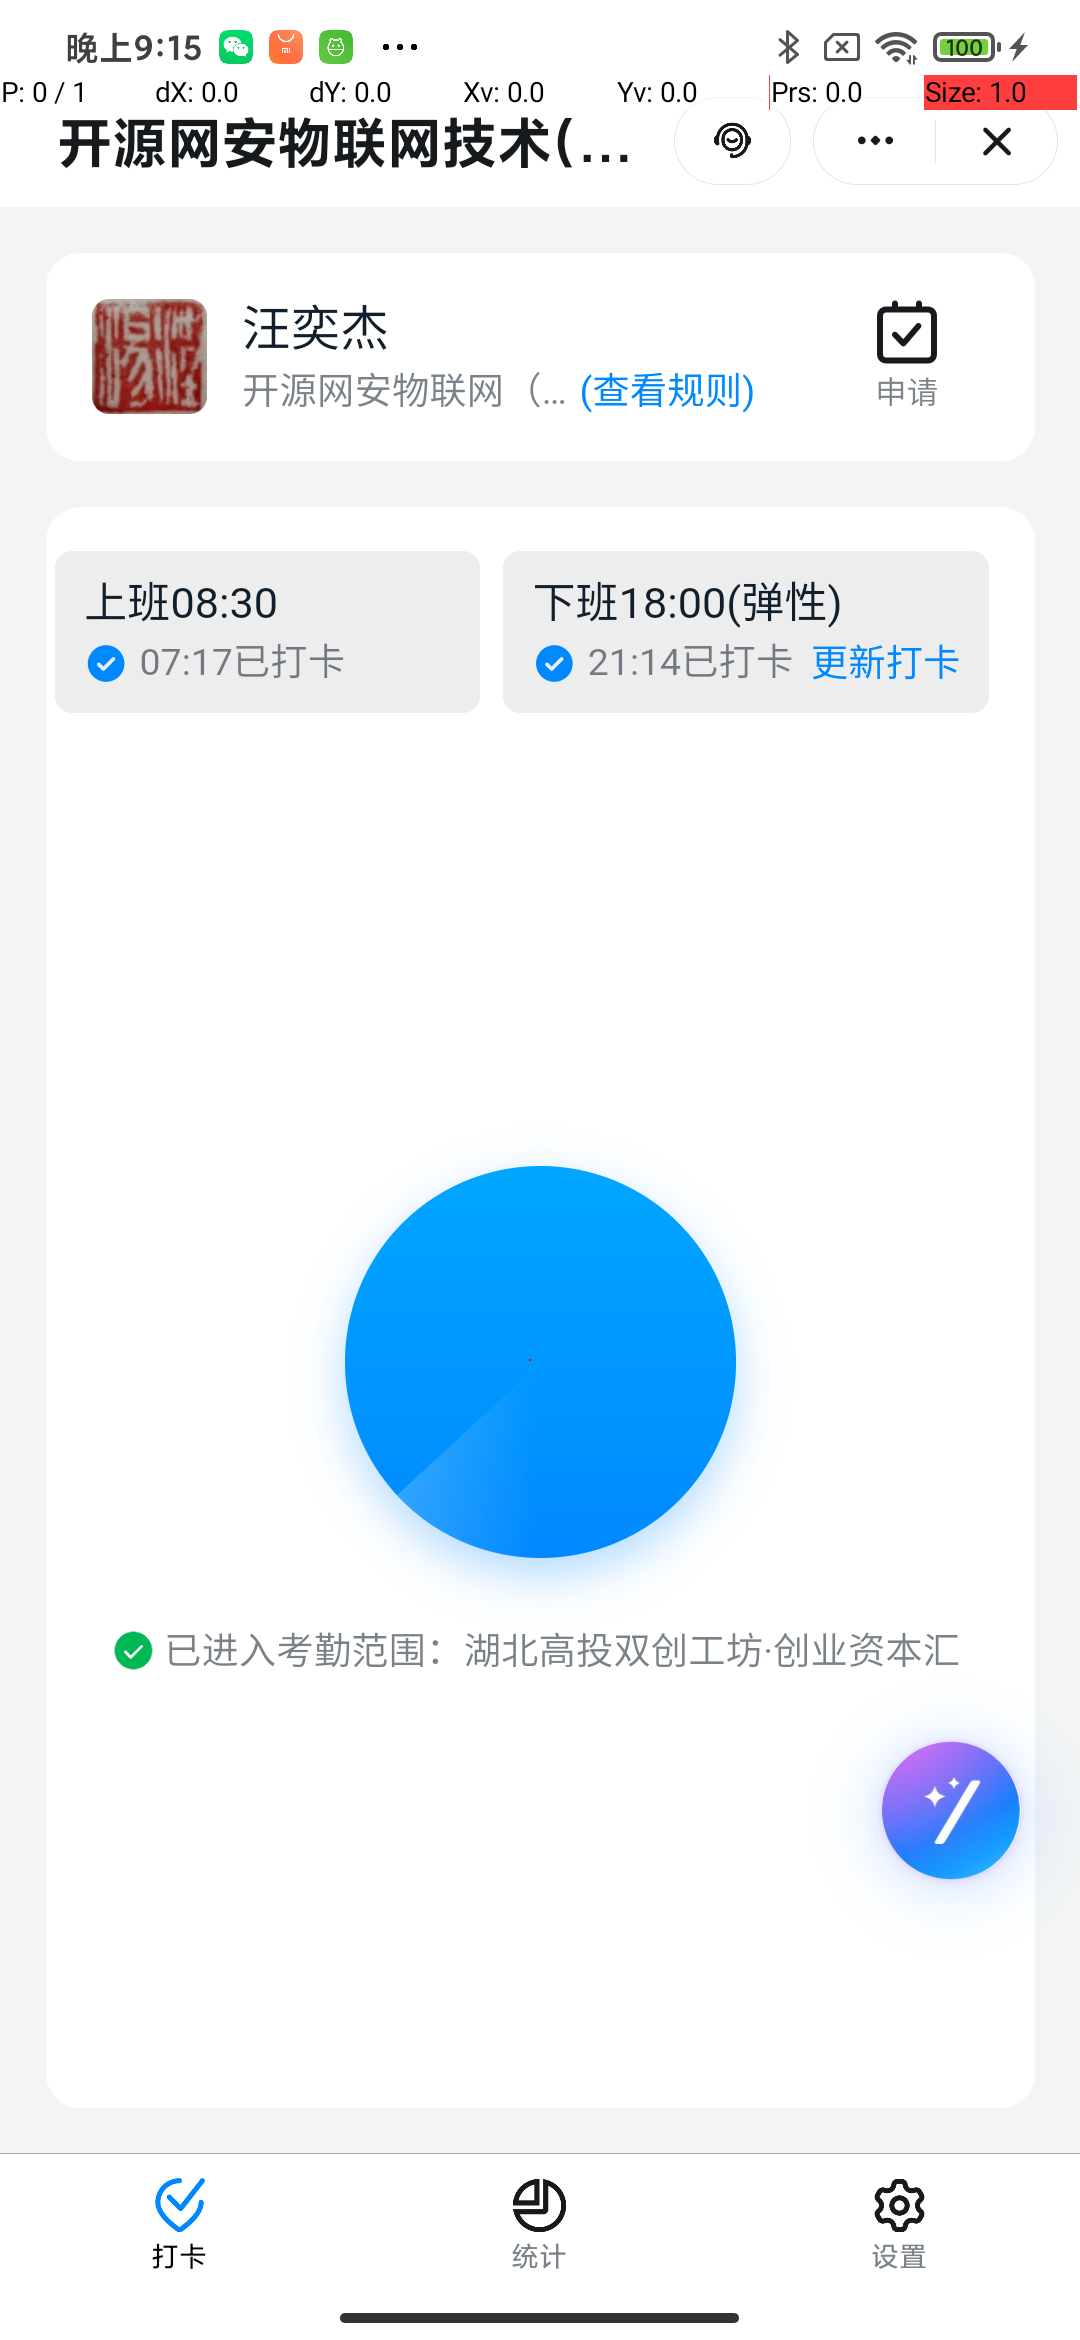 晚上9:15
100
P: 0 / 1 dX: 0.0 dY: 0.0 Xv: 0.0 Yv: 0.0 Prs: 0.0 Size: 1.0
开源网安物联网技术(...
汪奕杰
开源网安物联网（... (查看规则)
申请
上班08:30
07:17已打卡
下班18:00(弹性)
21:14已打卡 更新打卡
已进入考勤范围：湖北高投双创工坊·创业资本汇
打卡
统计
设置